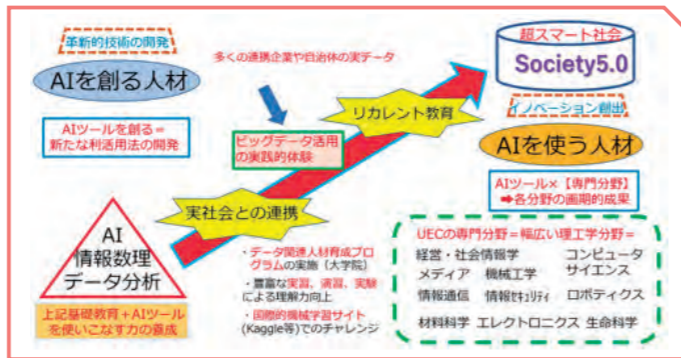 革新的技術の開発
AIを創る人材
AIツールを創る＝
新たな利活用法の開発
多くの連携企業や自治体の実データ
ビッグデータ活用
の実践的体験
リカレント教育
超スマート社会
Society5.0
イノベーション創出
AIを使う人材
AIツール×【専門分野】
➡各分野の画期的成果
実社会との連携
AI
情報数理
データ分析
上記基礎教育＋AIツール
を使いこなす力の養成
・データ関連人材育成プロ
グラムの実施（大学院）
・豊富な実習、演習、実験
による理解力向上
・国際的機械学習サイト
(Kaggle等)でのチャレンジ
UECの専門分野＝幅広い理工学分野＝
経営・社会情報学 コンピュータ
サイエンス
メディア 機械工学
情報通信 情報ｾｷｭﾘﾃｨ ロボティクス
材料科学 エレクトロニクス 生命科学